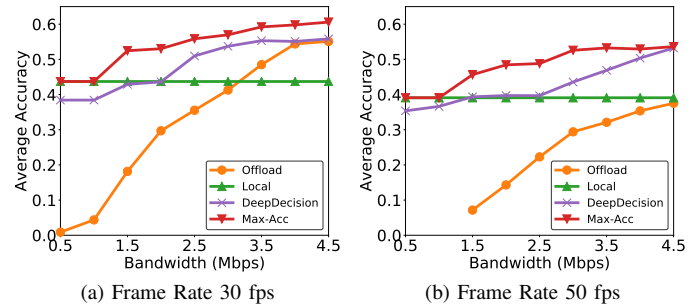 0.6
0.5
0.4
0.3
0.2
0.1
0.0
Average Accuracy
0.5 1.5 2.5 3.5 4.5
Bandwidth (Mbps)
Offload
Local
DeepDecision
Max-Acc
(a) Frame Rate 30 fps
0.6
0.5
0.4
0.3
0.2
0.1
0.0
Average Accuracy
0.5 1.5 2.5 3.5 4.5
Bandwidth (Mbps)
Offload
Local
DeepDecision
Max-Acc
(b) Frame Rate 50 fps